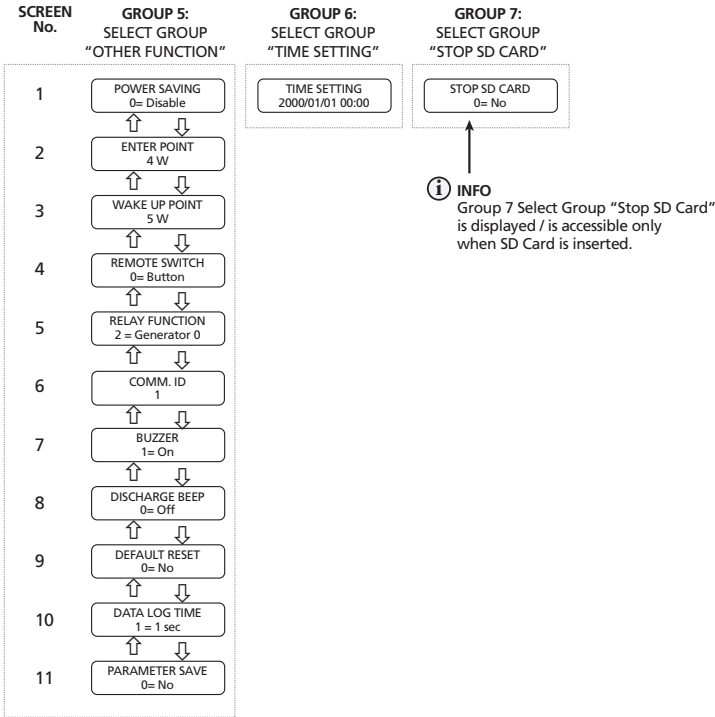 SCREEN
No.
GROUP 5:
SELECT GROUP
“OTHER FUNCTION”
GROUP 6:
SELECT GROUP
“TIME SETTING”
GROUP 7:
SELECT GROUP
“STOP SD CARD”
1
POWER SAVING
0= Disable
TIME SETTING
2000/01/01 00:00
STOP SD CARD
0= No
2
ENTER POINT
4 W
i INFO
Group 7 Select Group “Stop SD Card”
is displayed / is accessible only
when SD Card is inserted.
3
WAKE UP POINT
5 W
4
REMOTE SWITCH
0= Button
5
RELAY FUNCTION
2 = Generator 0
6
COMM. ID
1
7
BUZZER
1= On
8
DISCHARGE BEEP
0= Off
9
DEFAULT RESET
0= No
10
DATA LOG TIME
1 = 1 sec
11
PARAMETER SAVE
0= No